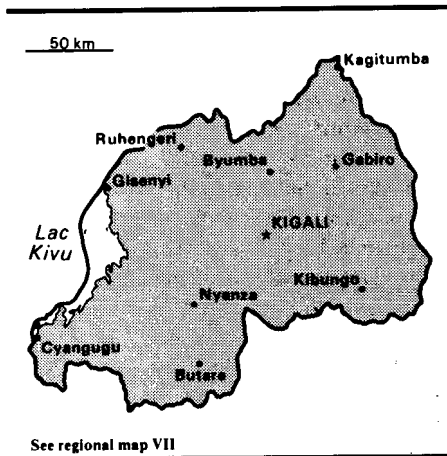 50 km
Kagitumba
Ruhengeri
Byumba
Gabiro
Gisenyi
Lac
Kivu
KIGALI
Kibungo
Nyanza
Cyangugu
Butare
See regional map VII